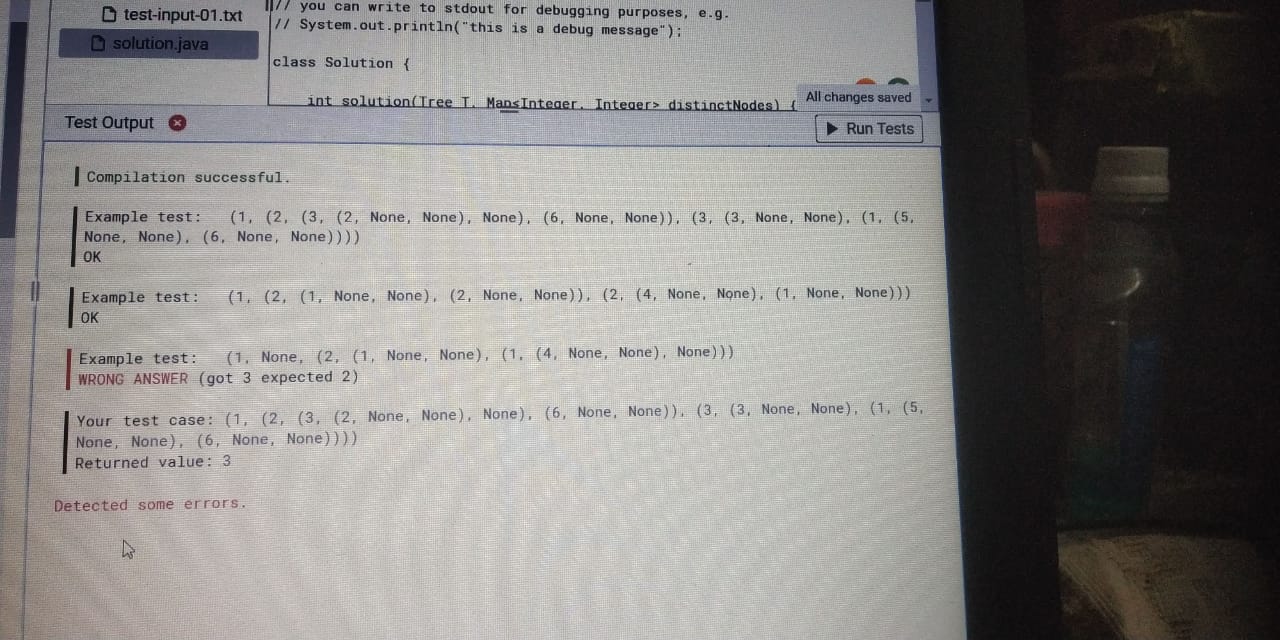 test-input-01.txt
solution.java
// you can write to stdout for debugging purposes, e.g.
// System.out.println("this is a debug message");
class Solution {
int solution(Tree T, Map<Integer, Integer> distinctNodes) {
All changes saved
Test Output
Run Tests
Compilation successful.
Example test: (1, (2, (3, (2, None, None), None), (6, None, None)), (3, (3, None, None), (1, (5,
None, None), (6, None, None))))
OK
Example test: (1, (2, (1, None, None), (2, None, None)), (2, (4, None, None), (1, None, None)))
OK
Example test: (1, None, (2, (1, None, None), (1, (4, None, None), None)))
WRONG ANSWER (got 3 expected 2)
Your test case: (1, (2, (3, (2, None, None), None), (6, None, None)), (3, (3, None, None), (1, (5,
None, None), (6, None, None))))
Returned value: 3
Detected some errors.